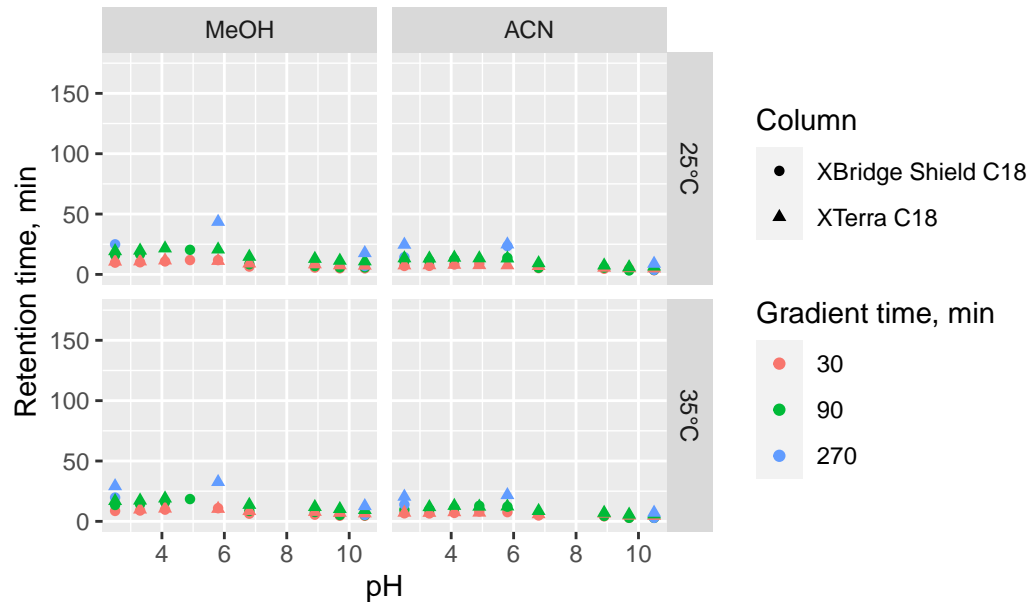 MeOH ACN
Retention time, min
150
100
50
0
25°C
150
100
50
0
35°C
4 6 8 10 4 6 8 10
pH
Column
XBridge Shield C18
XTerra C18
Gradient time, min
30
90
270